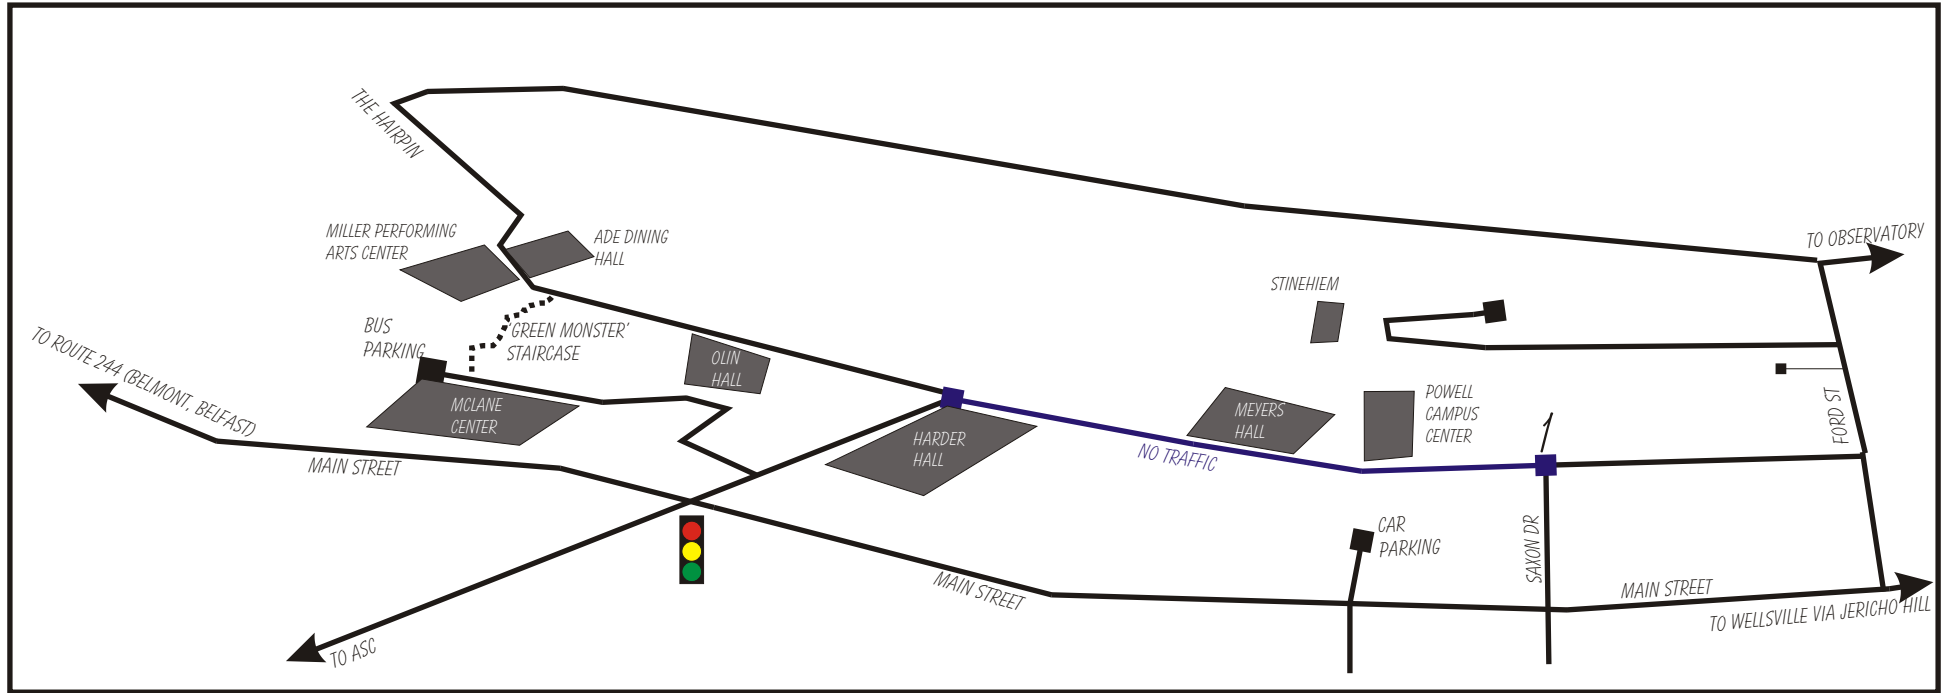 THE HAIRPIN
MILLER PERFORMING
ARTS CENTER
ADE DINING
HALL
TO OBSERVATORY
STINEHIEM
BUS
PARKING
'GREEN MONSTER'
STAIRCASE
TO ROUTE 244 (BELMONT, BELFAST)
OLIN
HALL
MCLANE
CENTER
MAIN STREET
HARDER
HALL
MEYERS
HALL
POWELL
CAMPUS
CENTER
NO TRAFFIC
FORD ST
CAR
PARKING
SAXON DR
MAIN STREET
MAIN STREET
TO WELLSVILLE VIA JERICHO HILL
TO ASC